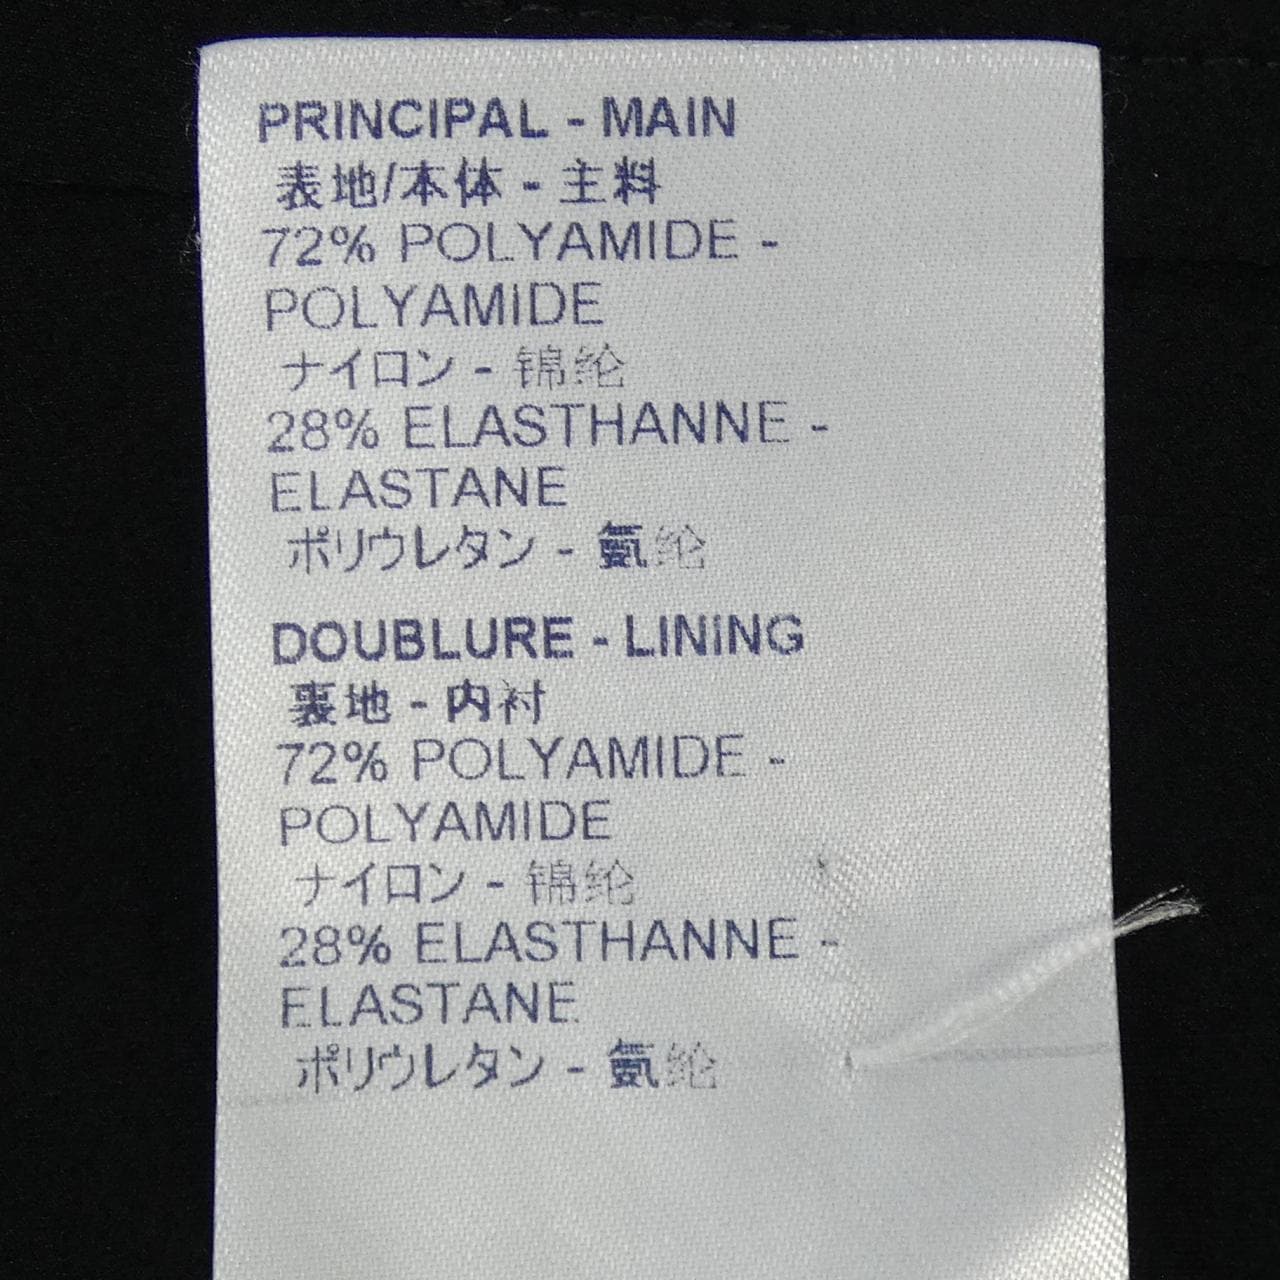 PRINCIPAL - MAIN
表地/本体 - 主料
72% POLYAMIDE -
POLYAMIDE
ナイロン - 锦纶
28% ELASTHANNE -
ELASTANE
ポリウレタン - 氨纶
DOUBLURE - LINING
裏地 - 内衬
72% POLYAMIDE -
POLYAMIDE
ナイロン - 锦纶
28% ELASTHANNE -
ELASTANE
ポリウレタン - 氨纶